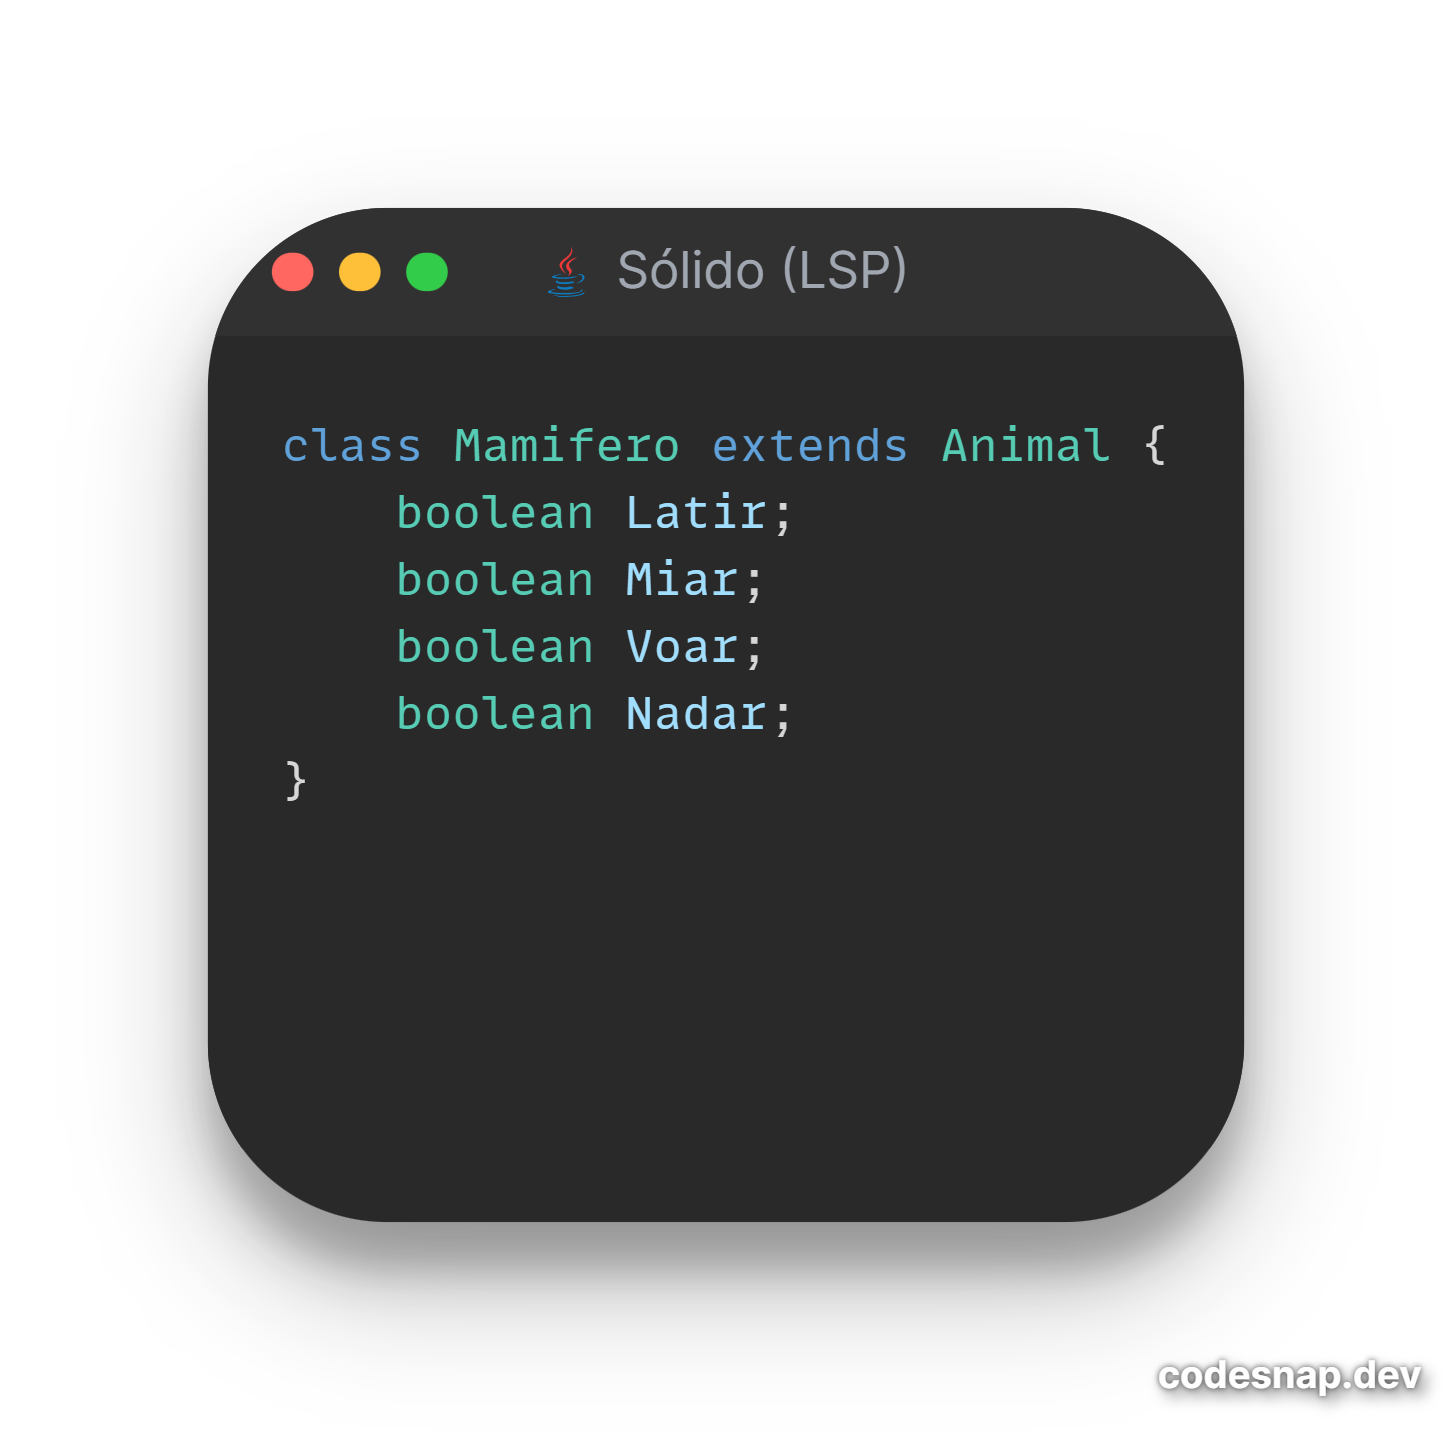 Sólido (LSP)
class Mamifero extends Animal {
    boolean Latir;
    boolean Miar;
    boolean Voar;
    boolean Nadar;
}
codesnap.dev